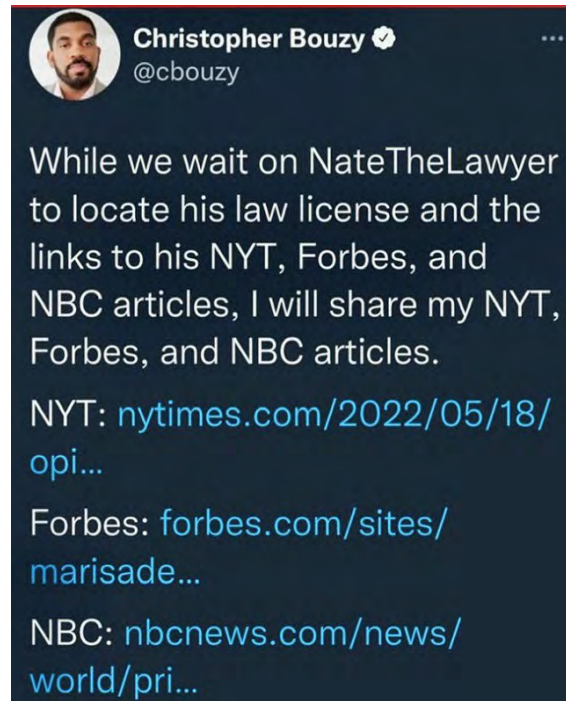 Christopher Bouzy
@cbouzy
While we wait on NateTheLawyer
to locate his law license and the
links to his NYT, Forbes, and
NBC articles, I will share my NYT,
Forbes, and NBC articles.
NYT: nytimes.com/2022/05/18/
opi...
Forbes: forbes.com/sites/
marisade...
NBC: nbcnews.com/news/
world/pri...